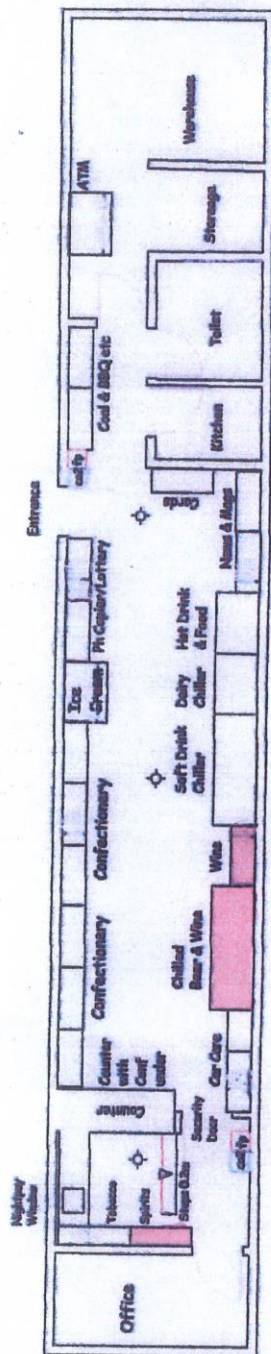 Warehouse
ATM
Storage
Toilet
Coal & BBQ etc
Kitchen
Entrance
Cards
News & Mags
Ph Copier/Lottery
Hot Drink
& Food
Ice
Cream
Dairy
Chiller
Soft Drink
Chiller
Confectionary
Wine
Confectionary
Chilled
Beer & Wine
Counter
with
Conf
under
Car Care
Counter
Security
Door
Window
Tobacco
Spirits
Office